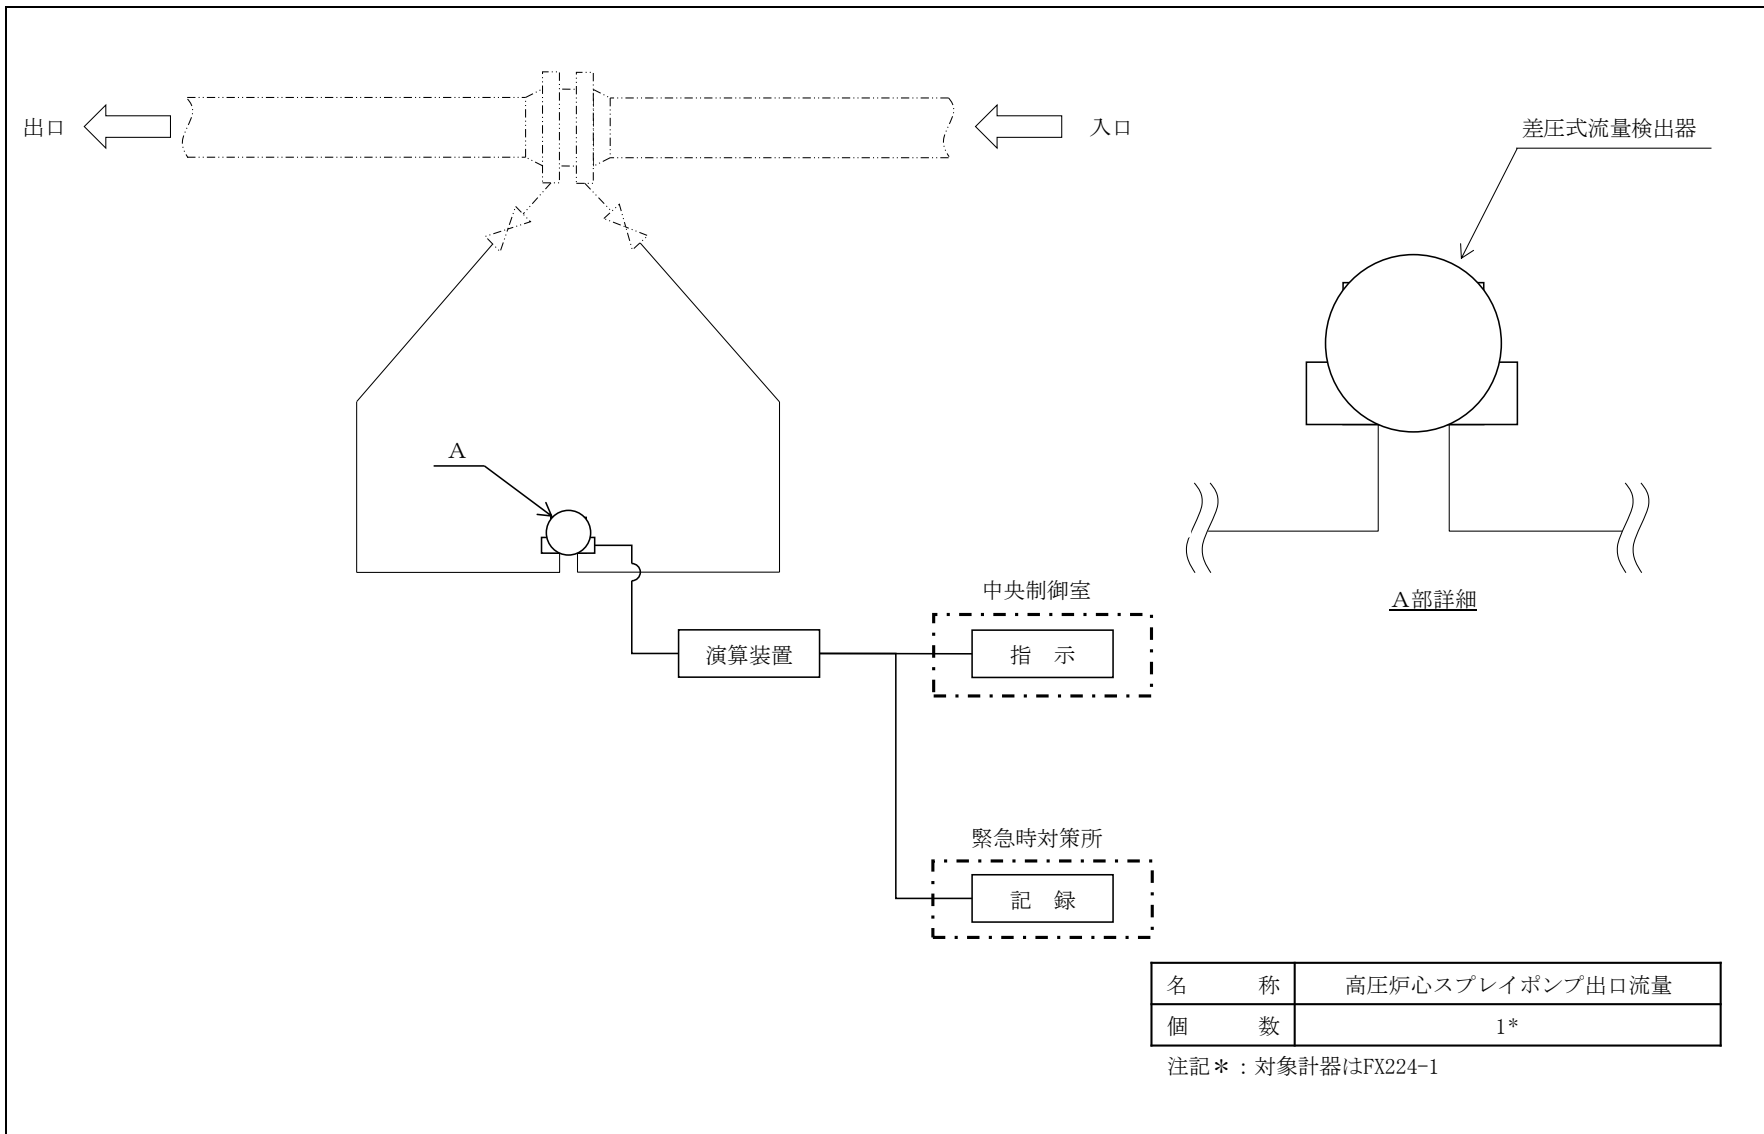 出口
入口
差圧式流量検出器
A
A部詳細
中央制御室
演算装置
指　示
緊急時対策所
記　録
名　　称　高圧炉心スプレイポンプ出口流量
個　　数　1*
注記＊：対象計器はFX224-1